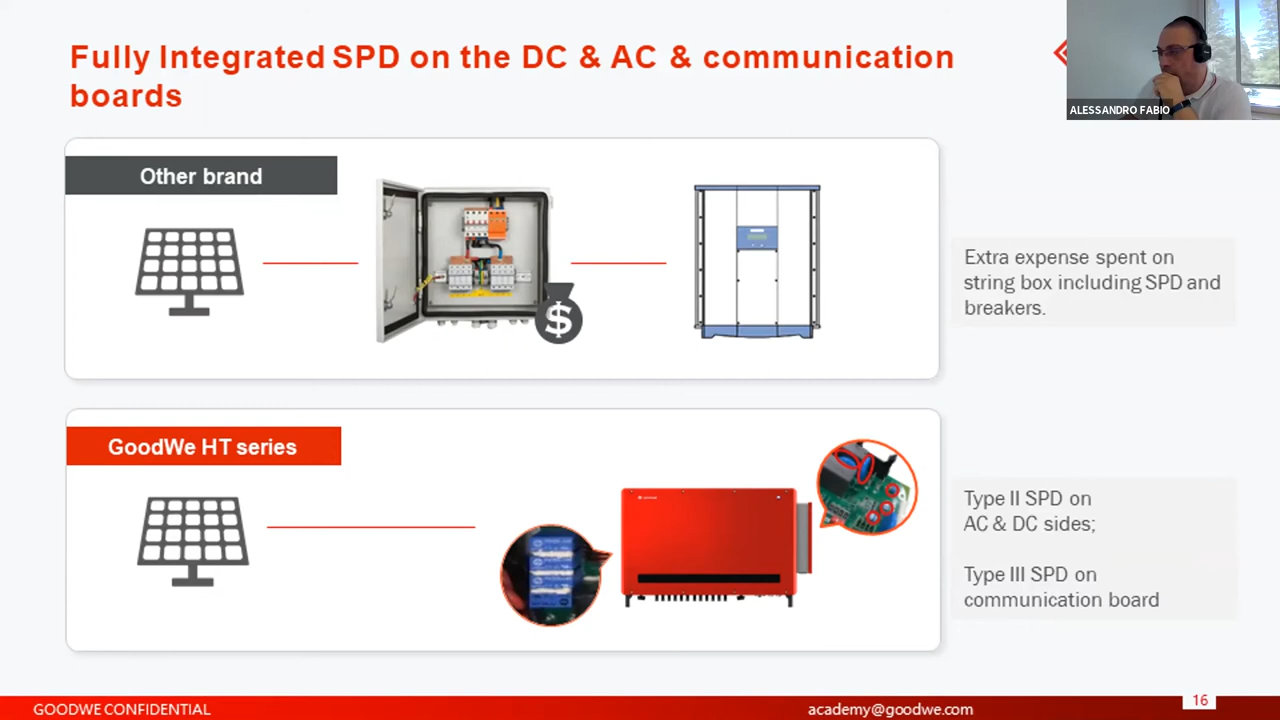 Fully Integrated SPD on the DC & AC & communication
boards
ALESSANDRO FABIO
Other brand
$
Extra expense spent on
string box including SPD and
breakers.
GoodWe HT series
Type II SPD on
AC & DC sides;
Type III SPD on
communication board
GOODWE CONFIDENTIAL
academy@goodwe.com
16